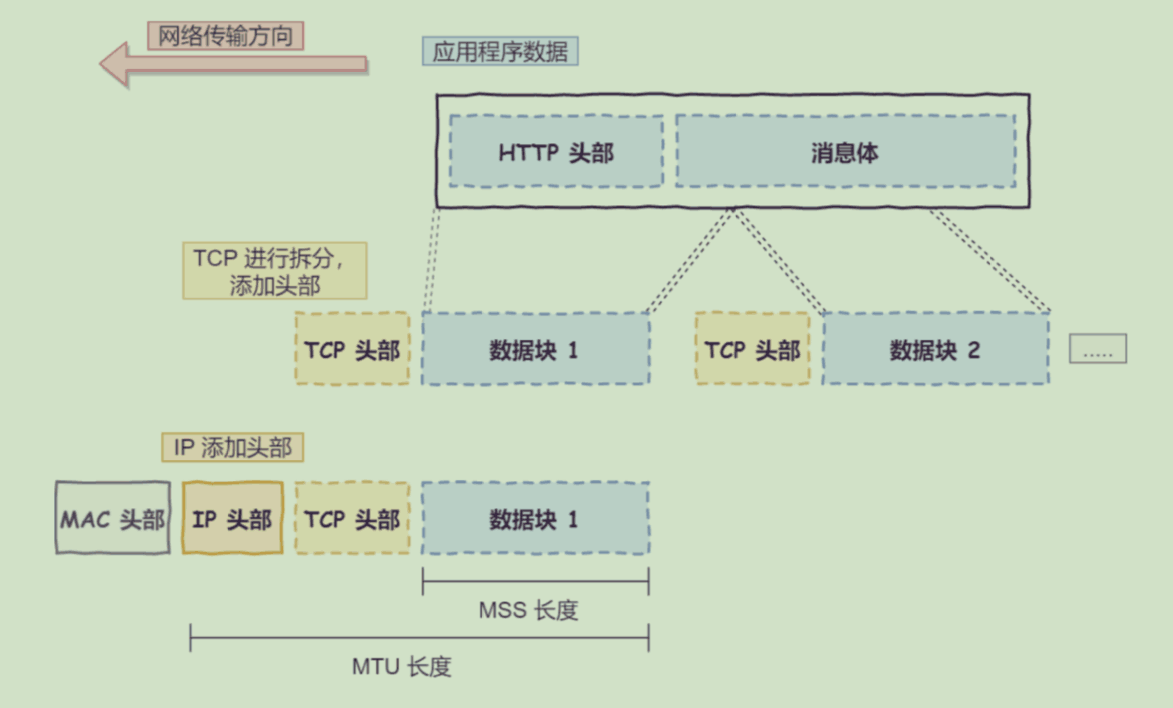 网络传输方向
应用程序数据
HTTP 头部
消息体
TCP 进行拆分，
添加头部
TCP 头部
数据块 1
TCP 头部
数据块 2
.....
IP 添加头部
MAC 头部
IP 头部
TCP 头部
数据块 1
MSS 长度
MTU 长度